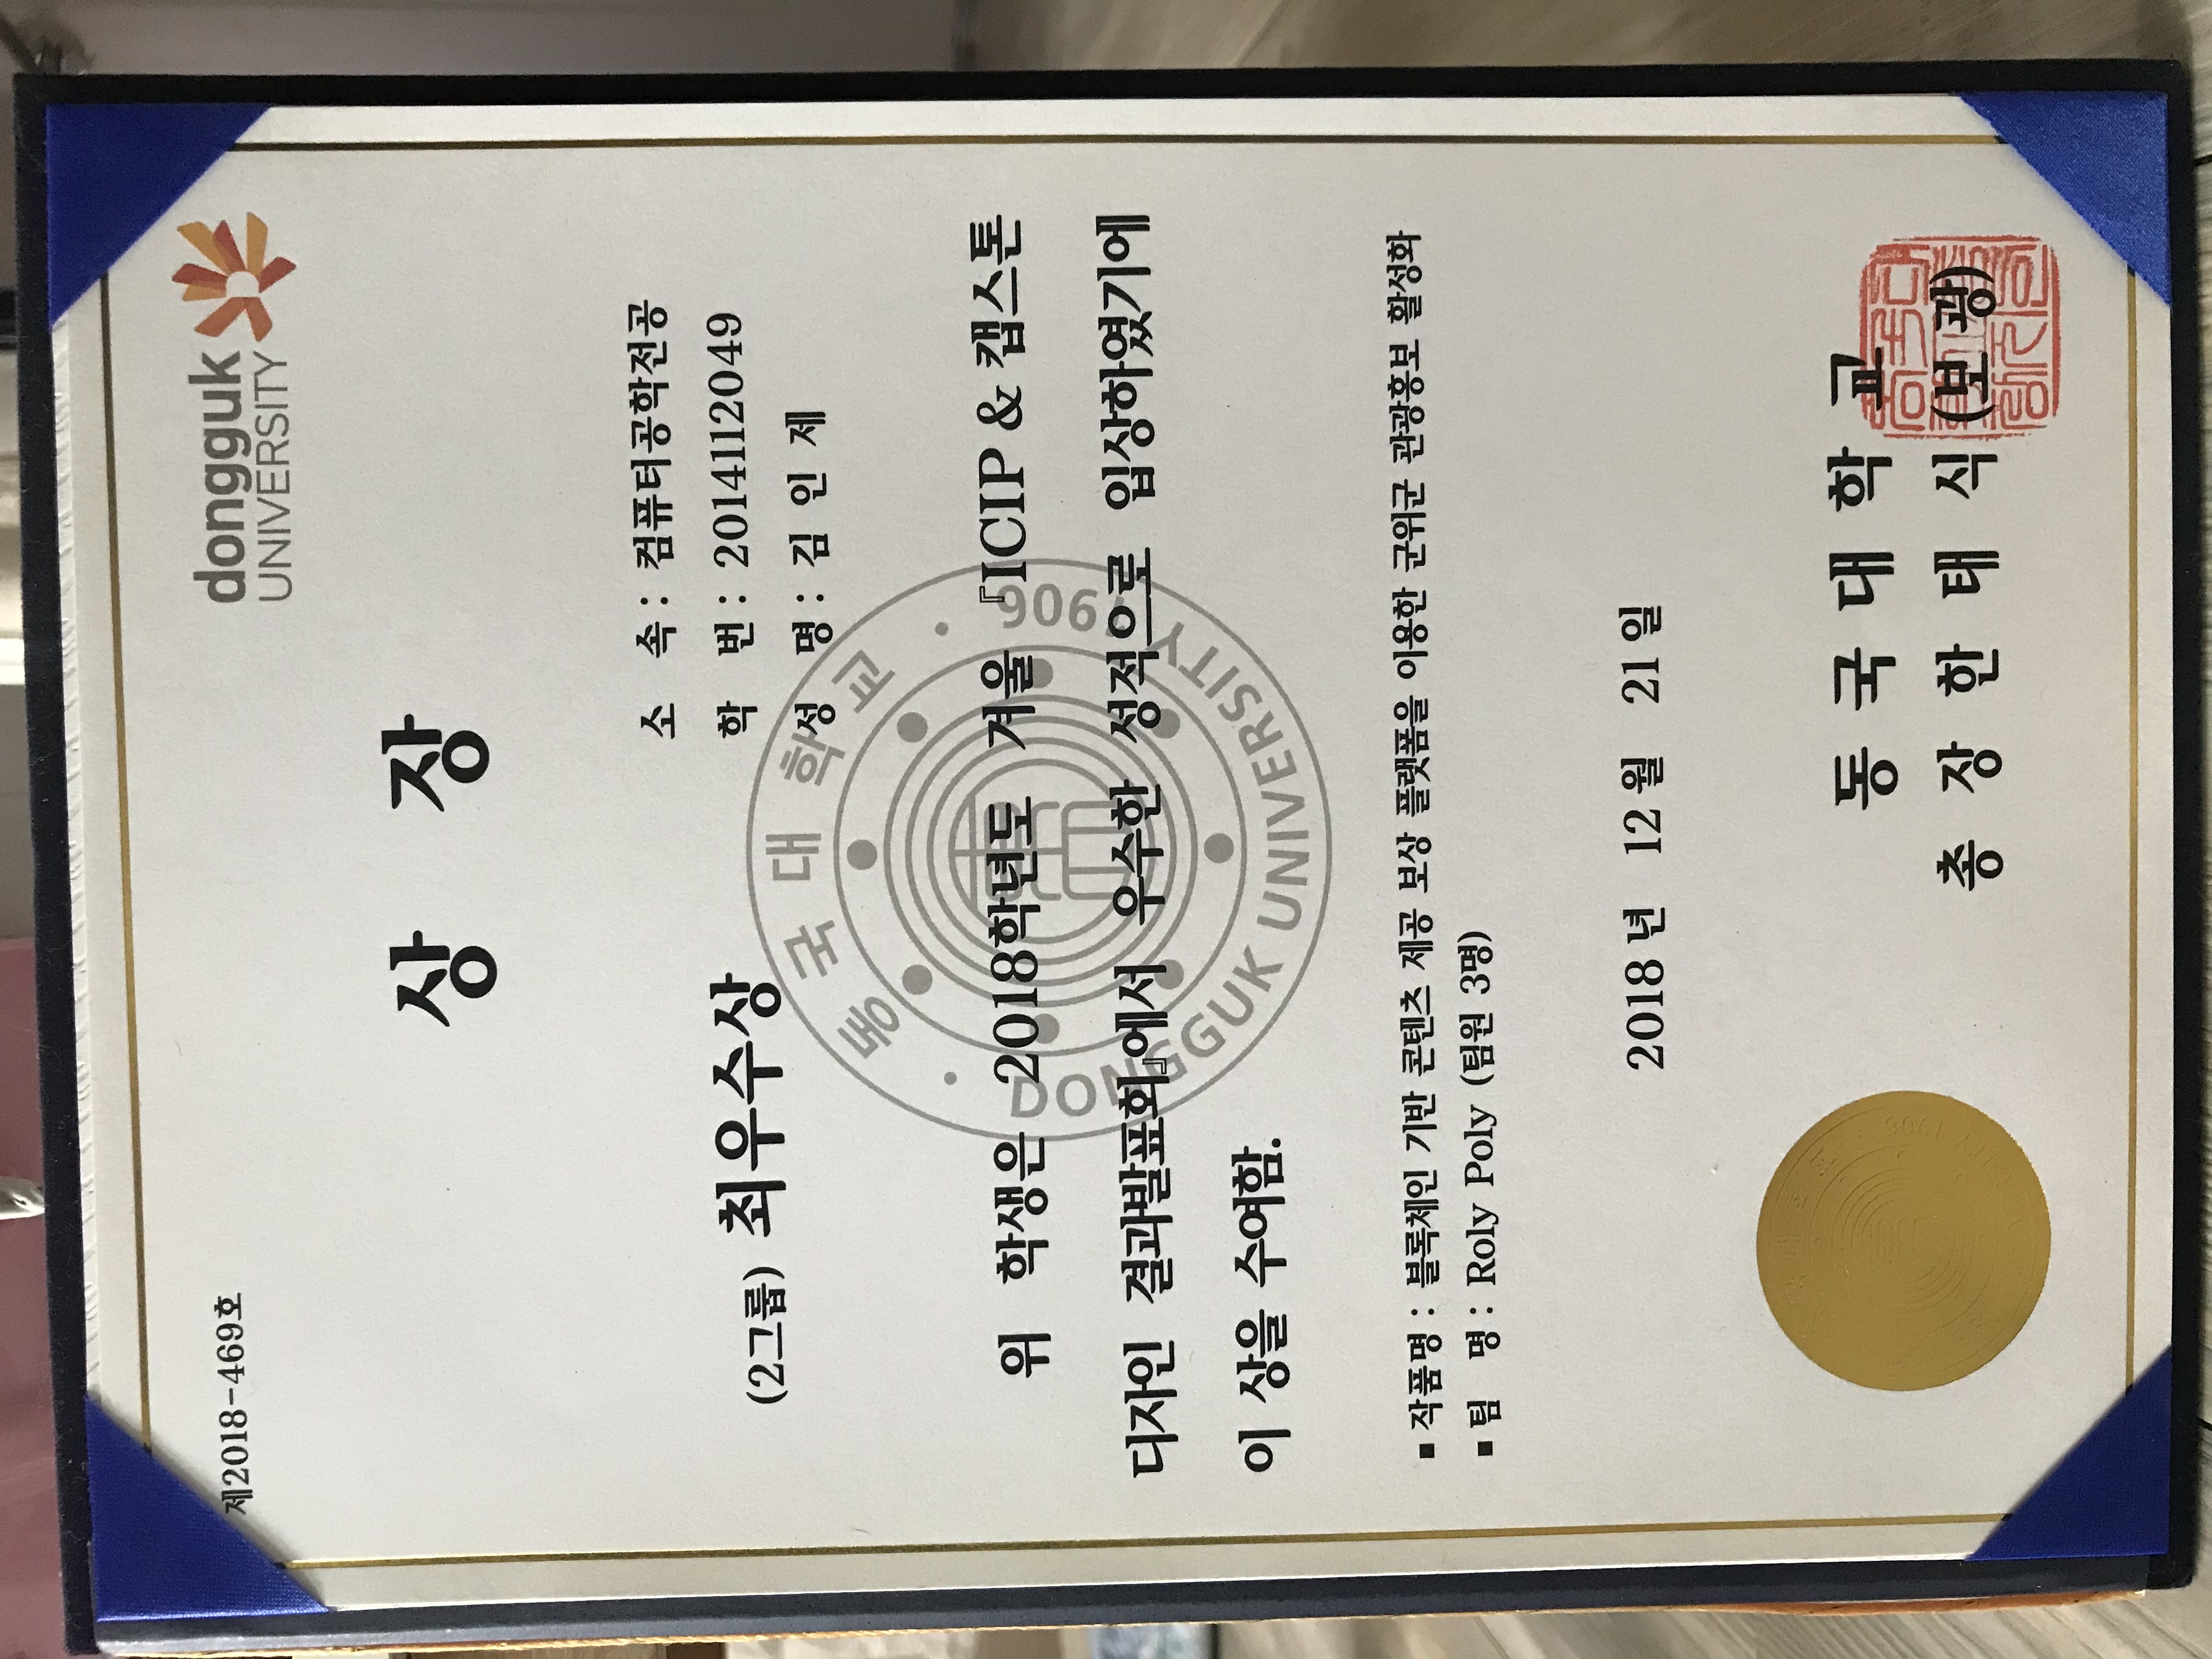 제2018-469호
dongguk
UNIVERSITY
상 장
소 속 : 컴퓨터공학전공
(2그룹) 최우수상
학 번 : 2014112049
성 명 : 김 인 제
동국대학교
DONGGUK UNIVERSITY 1906
위 학생은 2018학년도 겨울 『ICIP & 캡스톤
디자인 결과발표회』에서 우수한 성적으로 입상하였기에
이 상을 수여함.
▪ 작품명 : 블록체인 기반 콘텐츠 제공 보상 플랫폼을 이용한 군위군 관광홍보 활성화
▪ 팀 명 : Roly Poly (팀원 3명)
2018 년 12 월 21 일
동 국 대 학 교
총 장 한 태 식 (보 광)